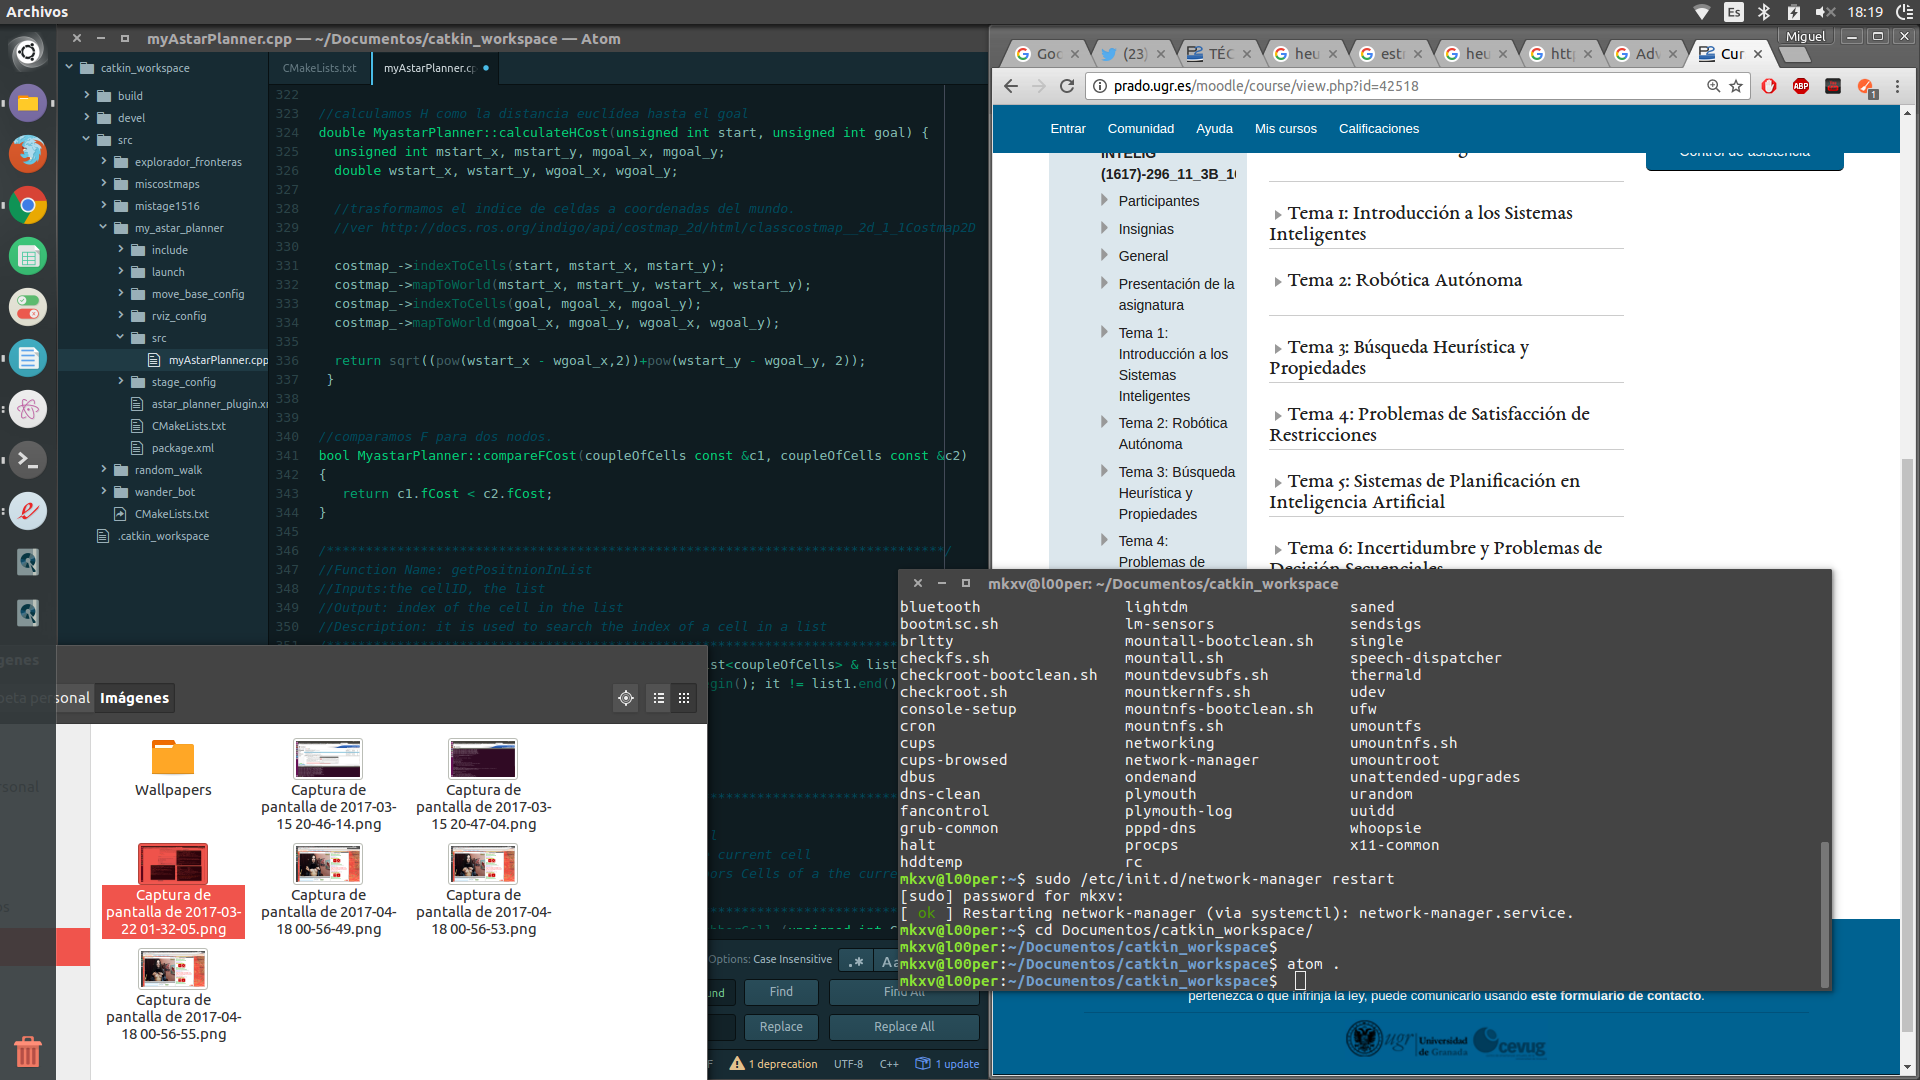 Archivos
Es
18:19
myAstarPlanner.cpp — ~/Documentos/catkin_workspace — Atom
catkin_workspace
build
devel
src
explorador_fronteras
miscostmaps
mistage1516
my_astar_planner
include
launch
move_base_config
rviz_config
src
myAstarPlanner.cpp
stage_config
astar_planner_plugin.xr
CMakeLists.txt
package.xml
random_walk
wander_bot
CMakeLists.txt
.catkin_workspace
CMakeLists.txt
myAstarPlanner.cp
322
323 //calculamos H como la distancia euclídea hasta el goal
324 double MyastarPlanner::calculateHCost(unsigned int start, unsigned int goal) {
325 unsigned int mstart_x, mstart_y, mgoal_x, mgoal_y;
326 double wstart_x, wstart_y, wgoal_x, wgoal_y;
327
328 //trasformamos el indice de celdas a coordenadas del mundo.
329 //ver http://docs.ros.org/indigo/api/costmap_2d/html/classcostmap__2d_1_1Costmap2D
330
331 costmap_->indexToCells(start, mstart_x, mstart_y);
332 costmap_->mapToWorld(mstart_x, mstart_y, wstart_x, wstart_y);
333 costmap_->indexToCells(goal, mgoal_x, mgoal_y);
334 costmap_->mapToWorld(mgoal_x, mgoal_y, wgoal_x, wgoal_y);
335
336 return sqrt((pow(wstart_x - wgoal_x,2))+pow(wstart_y - wgoal_y, 2));
337 }
338
339
340 //comparamos F para dos nodos.
341 bool MyastarPlanner::compareFCost(coupleOfCells const &c1, coupleOfCells const &c2)
342 {
343 return c1.fCost < c2.fCost;
344 }
345
346 /*******************************************************************************/
347 //Function Name: getPositnionInList
348 //Inputs:the cellID, the list
349 //Output: index of the cell in the list
350 //Description: it is used to search the index of a cell in a list
st<coupleOfCells> & list
gin(); it != list1.end()
current cell
ors Cells of a the curre
Options: Case Insensitive
.*
Aa
und
Find
Find All
Replace
Replace All
1 deprecation
UTF-8
C++
1 update
genes
peta personal
Imágenes
sonal
os
Wallpapers
Captura de
pantalla de 2017-03-
15 20-46-14.png
Captura de
pantalla de 2017-03-
15 20-47-04.png
Captura de
pantalla de 2017-03-
22 01-32-05.png
Captura de
pantalla de 2017-04-
18 00-56-49.png
Captura de
pantalla de 2017-04-
18 00-56-53.png
Captura de
pantalla de 2017-04-
18 00-56-55.png
Miguel
Goo
(23)
TÉC
heu
estr
heu
http
Adv
Cur
prado.ugr.es/moodle/course/view.php?id=42518
ABP
1
Entrar
Comunidad
Ayuda
Mis cursos
Calificaciones
Control de asistencia
INTELIG
(1617)-296_11_3B_1
Participantes
Insignias
General
Presentación de la
asignatura
Tema 1:
Introducción a los
Sistemas
Inteligentes
Tema 2: Robótica
Autónoma
Tema 3: Búsqueda
Heurística y
Propiedades
Tema 4:
Problemas de
Tema 1: Introducción a los Sistemas
Inteligentes
Tema 2: Robótica Autónoma
Tema 3: Búsqueda Heurística y
Propiedades
Tema 4: Problemas de Satisfacción de
Restricciones
Tema 5: Sistemas de Planificación en
Inteligencia Artificial
Tema 6: Incertidumbre y Problemas de
Decisión Secuenciales
mkxv@l00per: ~/Documentos/catkin_workspace
bluetooth lightdm saned
bootmisc.sh lm-sensors sendsigs
brltty mountall-bootclean.sh single
checkfs.sh mountall.sh speech-dispatcher
checkroot-bootclean.sh mountdevsubfs.sh thermald
checkroot.sh mountkernfs.sh udev
console-setup mountnfs-bootclean.sh ufw
cron mountnfs.sh umountfs
cups networking umountnfs.sh
cups-browsed network-manager umountroot
dbus ondemand unattended-upgrades
dns-clean plymouth urandom
fancontrol plymouth-log uuidd
grub-common pppd-dns whoopsie
halt procps x11-common
hddtemp rc
mkxv@l00per:~$ sudo /etc/init.d/network-manager restart
[sudo] password for mkxv:
[ ok ] Restarting network-manager (via systemctl): network-manager.service.
mkxv@l00per:~$ cd Documentos/catkin_workspace/
mkxv@l00per:~/Documentos/catkin_workspace$
mkxv@l00per:~/Documentos/catkin_workspace$ atom .
mkxv@l00per:~/Documentos/catkin_workspace$
pertenezca o que infrinja la ley, puede comunicarlo usando este formulario de contacto.
ugr Universidad
de Granada
cevug